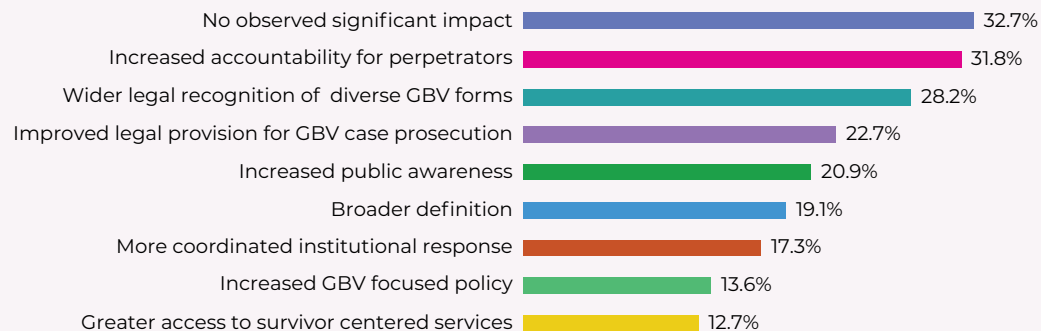 No observed significant impact 32.7%
Increased accountability for perpetrators 31.8%
Wider legal recognition of diverse GBV forms 28.2%
Improved legal provision for GBV case prosecution 22.7%
Increased public awareness 20.9%
Broader definition 19.1%
More coordinated institutional response 17.3%
Increased GBV focused policy 13.6%
Greater access to survivor centered services 12.7%